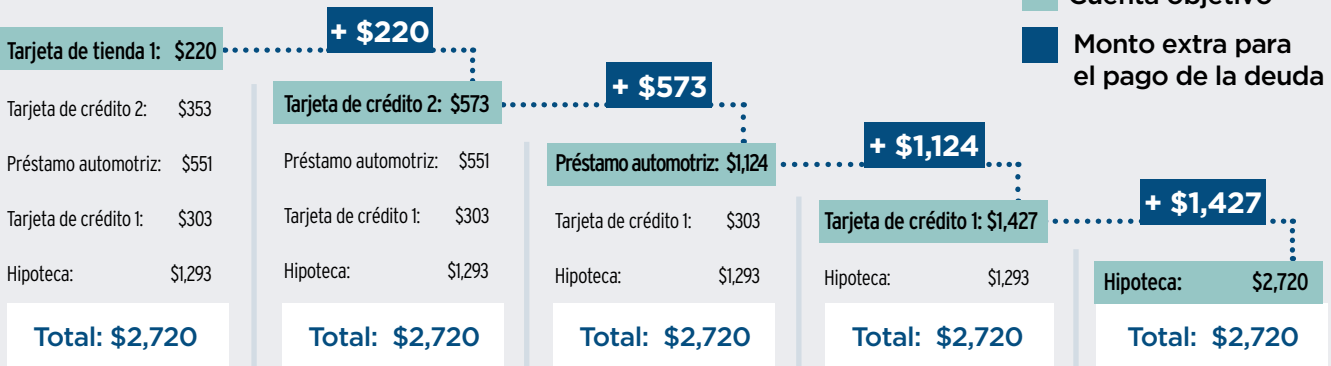 Cuenta objetivo
Monto extra para
el pago de la deuda
Tarjeta de tienda 1: $220
Tarjeta de crédito 2: $353
Préstamo automotriz: $551
Tarjeta de crédito 1: $303
Hipoteca: $1,293
Total: $2,720
+ $220
Tarjeta de crédito 2: $573
Préstamo automotriz: $551
Tarjeta de crédito 1: $303
Hipoteca: $1,293
Total: $2,720
+ $573
Préstamo automotriz: $1,124
Tarjeta de crédito 1: $303
Hipoteca: $1,293
Total: $2,720
+ $1,124
Tarjeta de crédito 1: $1,427
Hipoteca: $1,293
Total: $2,720
+ $1,427
Hipoteca: $2,720
Total: $2,720